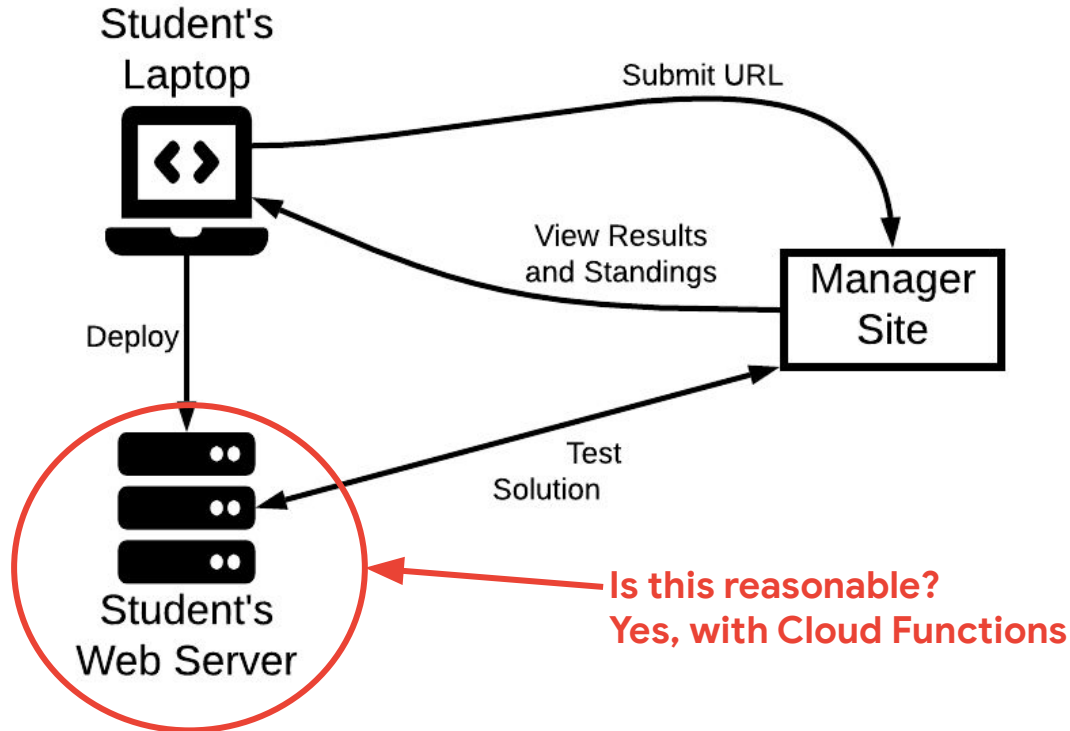 Student's
Laptop
Submit URL
View Results
and Standings
Manager
Site
Deploy
Test
Solution
Student's
Web Server
Is this reasonable?
Yes, with Cloud Functions